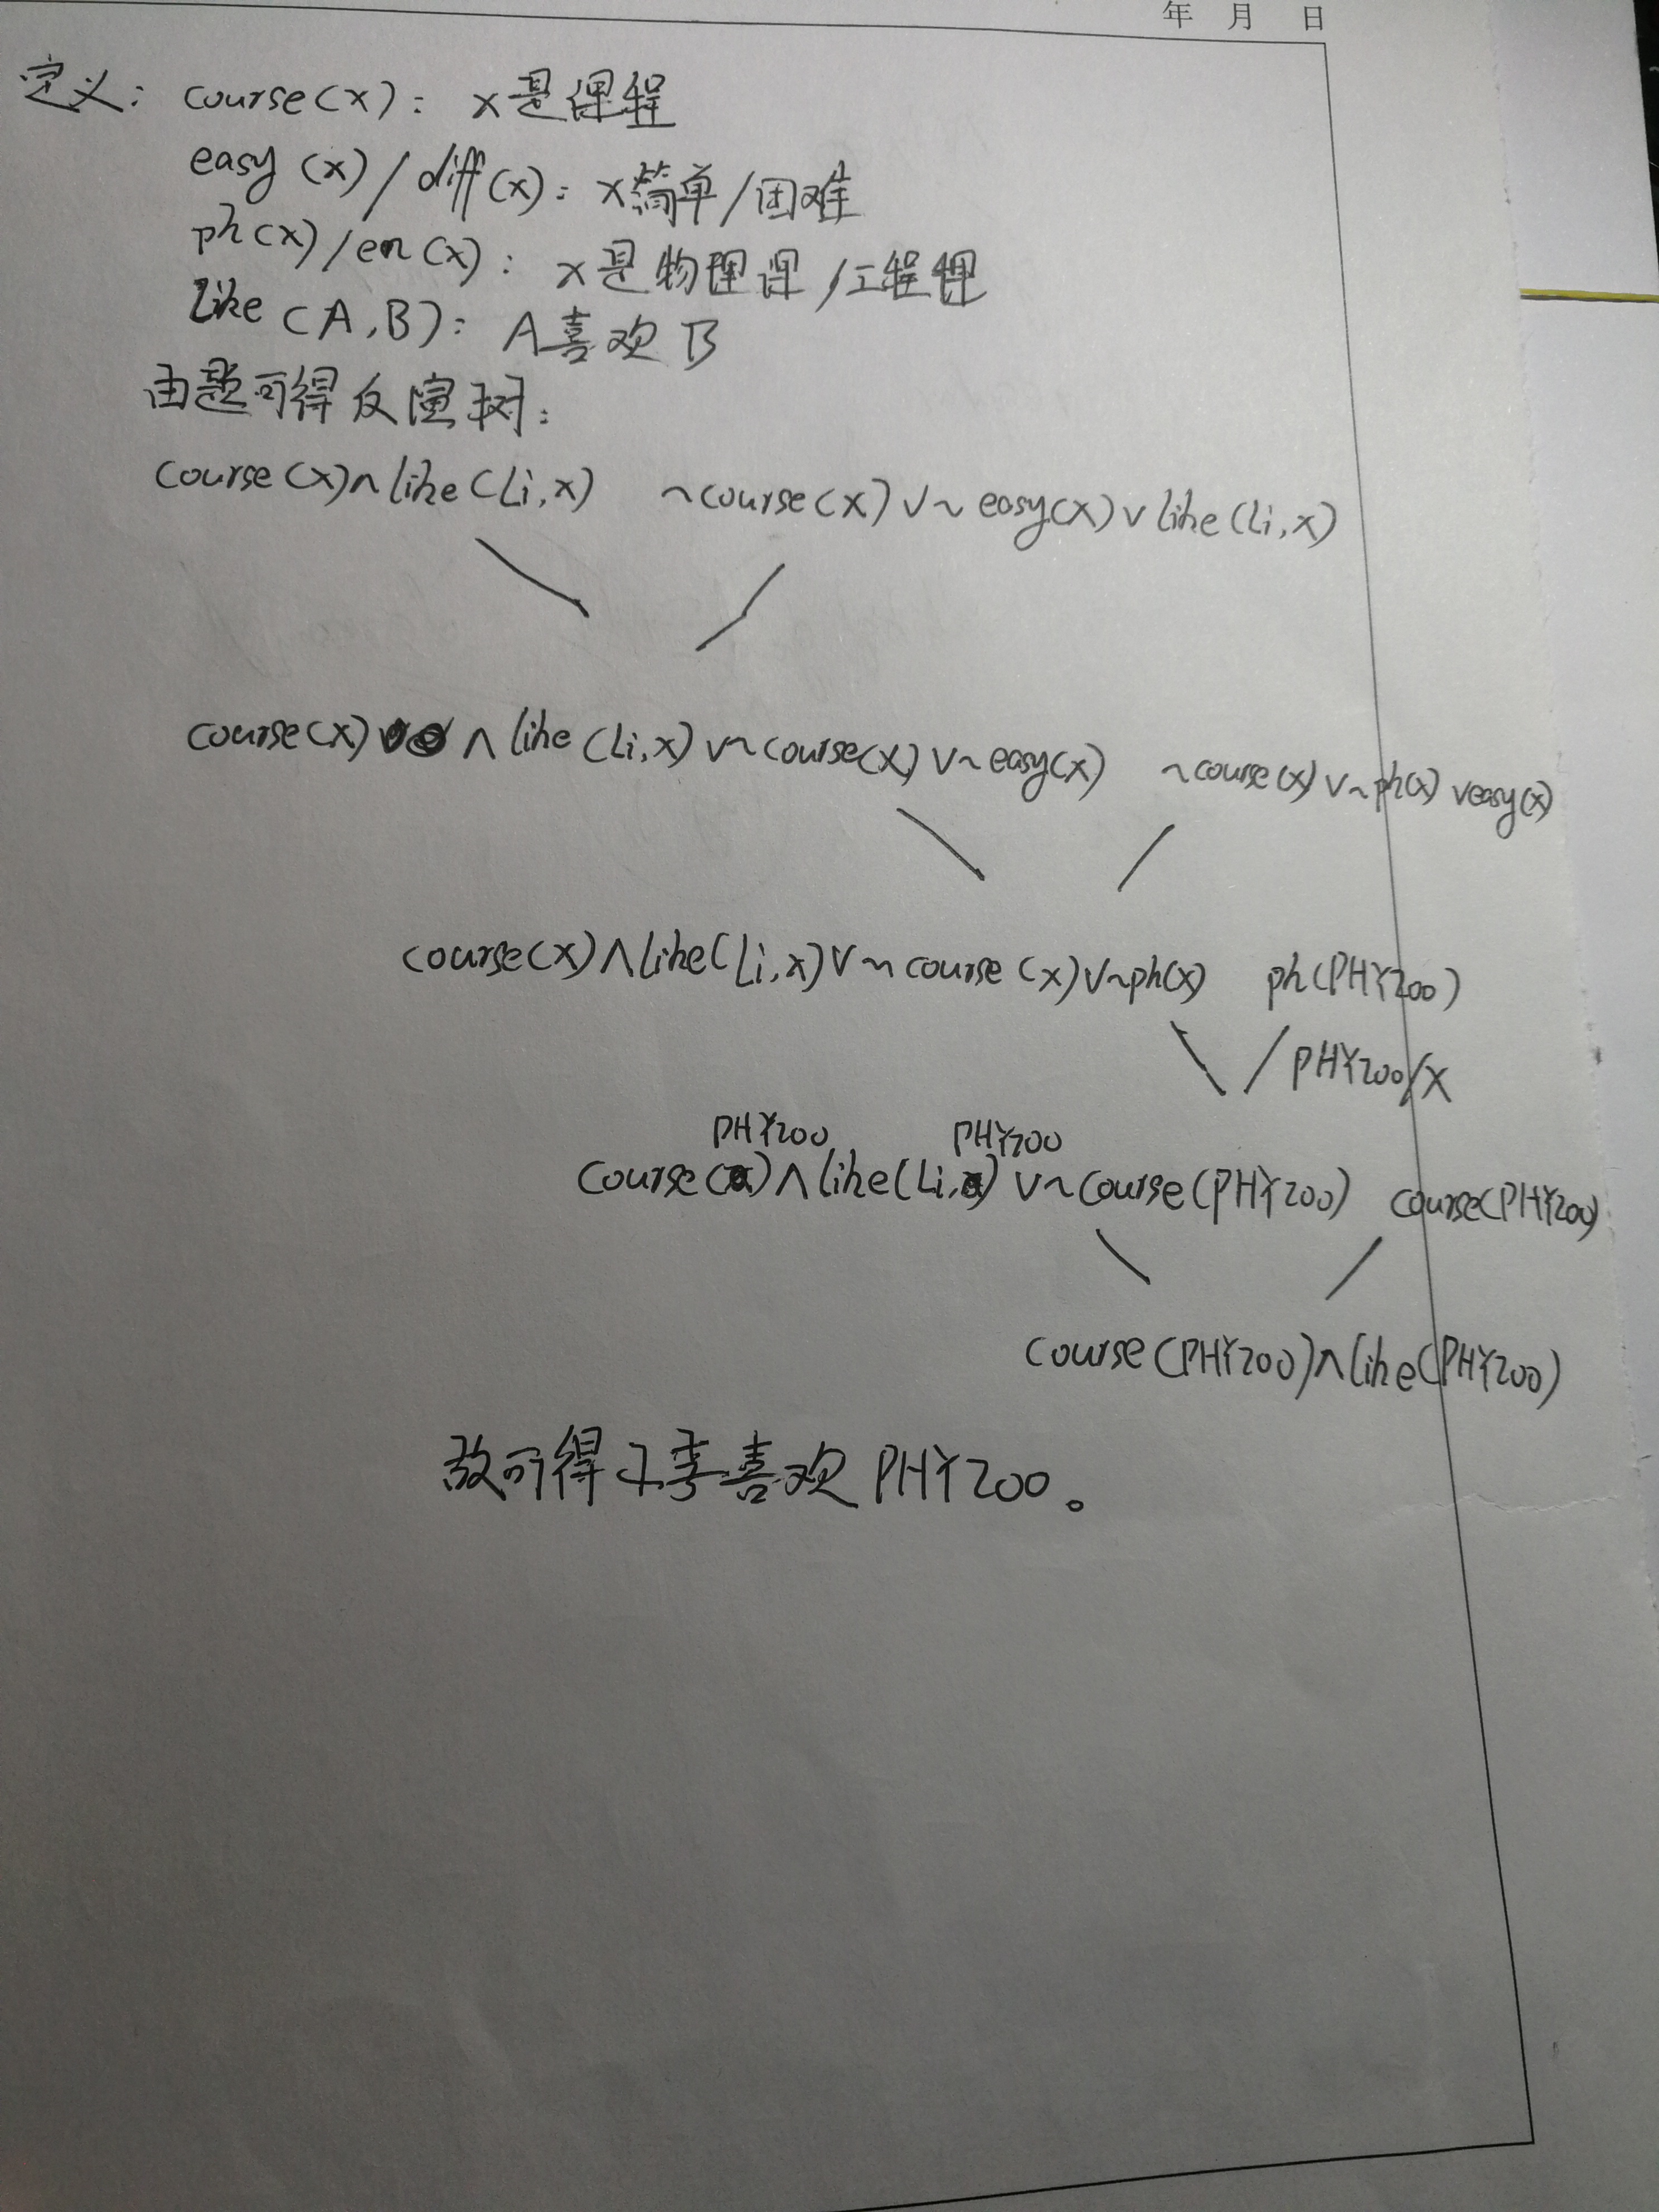 年 月 日
定义: course(x): x是课程
easy(x)/diff(x): x简单/困难
ph(x)/en(x): x是物理课/工程课
like(A,B): A喜欢B
由题可得反演树:
course(x)∧like(Li,x) ~course(x)∨~easy(x)∨like(Li,x)
course(x)∧like(Li,x)∨~course(x)∨~easy(x) ~course(x)∨~ph(x)∨easy(x)
course(x)∧like(Li,x)∨~course(x)∨~ph(x) ph(PHY200)
PHY200/x
course(PHY200)∧like(Li,PHY200)∨~course(PHY200) course(PHY200)
course(PHY200)∧like(PHY200)
故可得小李喜欢PHY200。